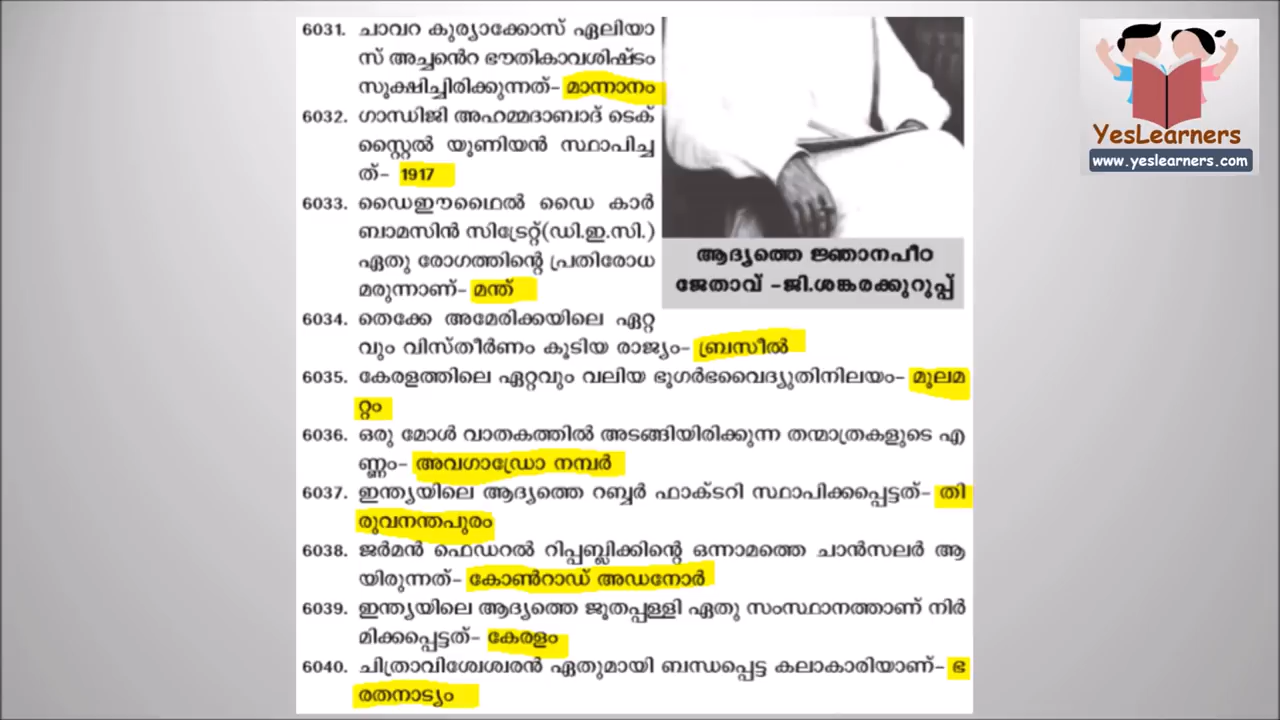 6031. ചാവറ കുര്യാക്കോസ് ഏലിയാ
സ് അച്ചന്‍റെ ഭൗതികാവശിഷ്ടം
സൂക്ഷിച്ചിരിക്കുന്നത്- മാന്നാനം
6032. ഗാന്ധിജി അഹമ്മദാബാദ് ടെക്
സ്റ്റൈൽ യൂണിയൻ സ്ഥാപിച്ച
ത്- 1917
6033. ഡൈഈഥൈൽ ഡൈ കാർ
ബാമസിൻ സിട്രേറ്റ്(ഡി.ഇ.സി.)
ഏതു രോഗത്തിന്റെ പ്രതിരോധ
മരുന്നാണ്- മന്ത്
6034. തെക്കേ അമേരിക്കയിലെ ഏറ്റ
വും വിസ്തീർണം കൂടിയ രാജ്യം- ബ്രസീൽ
6035. കേരളത്തിലെ ഏറ്റവും വലിയ ഭൂഗർഭവൈദ്യുതിനിലയം- മൂലമ
റ്റം
6036. ഒരു മോൾ വാതകത്തിൽ അടങ്ങിയിരിക്കുന്ന തന്മാത്രകളുടെ എ
ണ്ണം- അവഗാഡ്രോ നമ്പർ
6037. ഇന്ത്യയിലെ ആദ്യത്തെ റബ്ബർ ഫാക്ടറി സ്ഥാപിക്കപ്പെട്ടത്- തി
രുവനന്തപുരം
6038. ജർമൻ ഫെഡറൽ റിപ്പബ്ലിക്കിന്റെ ഒന്നാമത്തെ ചാൻസലർ ആ
യിരുന്നത്- കോൺറാഡ് അഡനോർ
6039. ഇന്ത്യയിലെ ആദ്യത്തെ ജൂതപ്പള്ളി ഏതു സംസ്ഥാനത്താണ് നിർ
മിക്കപ്പെട്ടത്- കേരളം
6040. ചിത്രാവിശ്വേശ്വരൻ ഏതുമായി ബന്ധപ്പെട്ട കലാകാരിയാണ്- ഭ
രതനാട്യം
ആദ്യത്തെ ജ്ഞാനപീഠ
ജേതാവ് -ജി.ശങ്കരക്കുറുപ്പ്
YesLearners
www.yeslearners.com